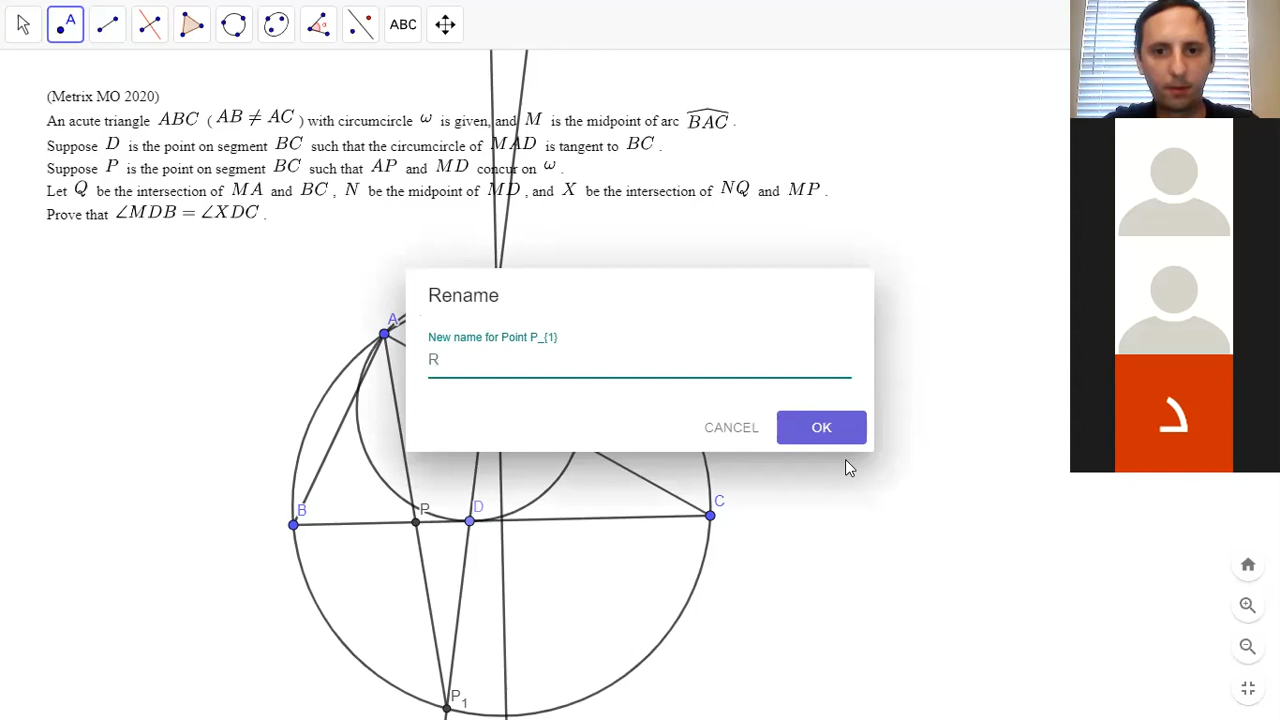 ABC
(Metrix MO 2020)
An acute triangle ABC ( AB ≠ AC ) with circumcircle ω is given, and M is the midpoint of arc BAC .
Suppose D is the point on segment BC such that the circumcircle of MAD is tangent to BC .
Suppose P is the point on segment BC such that AP and MD concur on ω .
Let Q be the intersection of MA and BC , N be the midpoint of MD , and X be the intersection of NQ and MP .
Prove that ∠MDB = ∠XDC .
Rename
New name for Point P_{1}
R
CANCEL OK
A
B
P
D
C
P1
A
ד